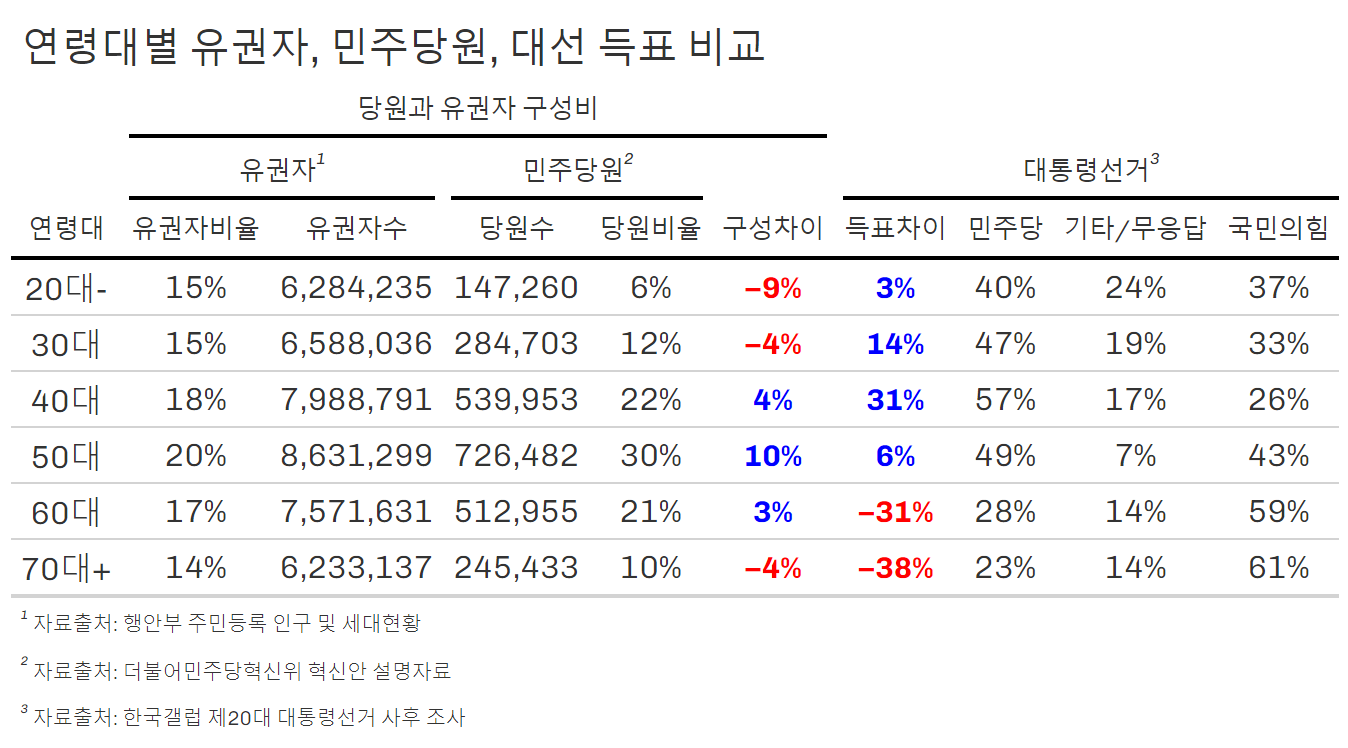 연령대별 유권자, 민주당원, 대선 득표 비교
당원과 유권자 구성비
유권자1 민주당원2 대통령선거3
연령대 유권자비율 유권자수 당원수 당원비율 구성차이 득표차이 민주당 기타/무응답 국민의힘
20대- 15% 6,284,235 147,260 6% −9% 3% 40% 24% 37%
30대 15% 6,588,036 284,703 12% −4% 14% 47% 19% 33%
40대 18% 7,988,791 539,953 22% 4% 31% 57% 17% 26%
50대 20% 8,631,299 726,482 30% 10% 6% 49% 7% 43%
60대 17% 7,571,631 512,955 21% 3% −31% 28% 14% 59%
70대+ 14% 6,233,137 245,433 10% −4% −38% 23% 14% 61%
1 자료출처: 행안부 주민등록 인구 및 세대현황
2 자료출처: 더불어민주당혁신위 혁신안 설명자료
3 자료출처: 한국갤럽 제20대 대통령선거 사후 조사